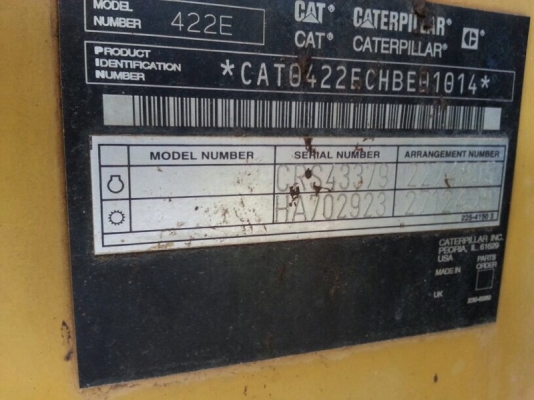 MODEL NUMBER 422E
CAT® CATERPILLAR®
CAT® CATERPILLAR®
PRODUCT IDENTIFICATION NUMBER
MODEL NUMBER SERIAL NUMBER ARRANGEMENT NUMBER
HA702923
CATERPILLAR INC.
PEORIA, IL 61629
USA
PARTS ORDER
MADE IN
UK